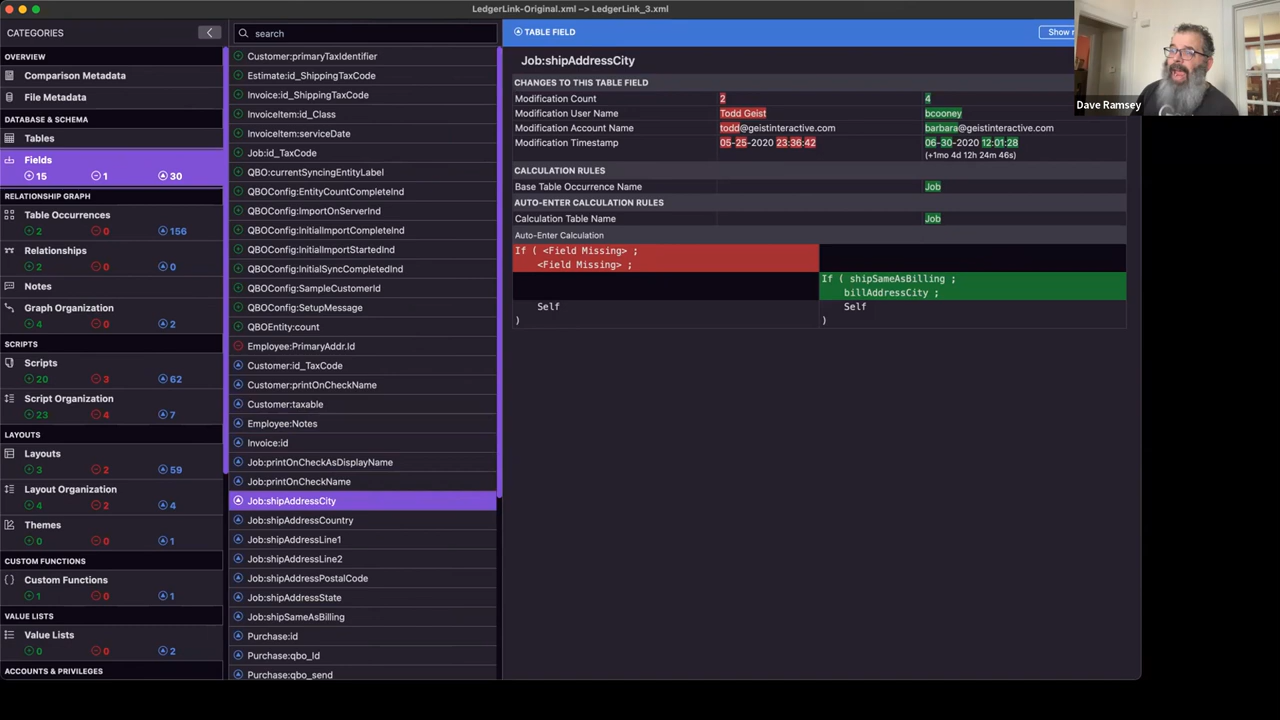 LedgerLink-Original.xml –> LedgerLink_3.xml
CATEGORIES
OVERVIEW
Comparison Metadata
File Metadata
DATABASE & SCHEMA
Tables
Fields
15 1 30
RELATIONSHIP GRAPH
Table Occurrences
2 0 156
Relationships
2 0 0
Notes
Graph Organization
4 0 2
SCRIPTS
Scripts
20 3 62
Script Organization
23 4 7
LAYOUTS
Layouts
3 2 59
Layout Organization
4 2 4
Themes
0 0 1
CUSTOM FUNCTIONS
Custom Functions
1 0 1
VALUE LISTS
Value Lists
0 0 2
ACCOUNTS & PRIVILEGES
search
Customer:primaryTaxIdentifier
Estimate:id_ShippingTaxCode
Invoice:id_ShippingTaxCode
InvoiceItem:id_Class
InvoiceItem:serviceDate
Job:id_TaxCode
QBO:currentSyncingEntityLabel
QBOConfig:EntityCountCompleteInd
QBOConfig:ImportOnServerInd
QBOConfig:InitialImportCompleteInd
QBOConfig:InitialImportStartedInd
QBOConfig:InitialSyncCompletedInd
QBOConfig:SampleCustomerId
QBOConfig:SetupMessage
QBOEntity:count
Employee:PrimaryAddr.Id
Customer:id_TaxCode
Customer:printOnCheckName
Customer:taxable
Employee:Notes
Invoice:id
Job:printOnCheckAsDisplayName
Job:printOnCheckName
Job:shipAddressCity
Job:shipAddressCountry
Job:shipAddressLine1
Job:shipAddressLine2
Job:shipAddressPostalCode
Job:shipAddressState
Job:shipSameAsBilling
Purchase:id
Purchase:qbo_Id
Purchase:qbo_send
TABLE FIELD
Show
Job:shipAddressCity
CHANGES TO THIS TABLE FIELD
Modification Count 2 4
Modification User Name Todd Geist bcooney
Modification Account Name todd@geistinteractive.com barbara@geistinteractive.com
Modification Timestamp 05-25-2020 23:36:42 06-30-2020 12:01:28
(+1mo 4d 12h 24m 46s)
CALCULATION RULES
Base Table Occurrence Name Job
AUTO-ENTER CALCULATION RULES
Calculation Table Name Job
Auto-Enter Calculation
If ( <Field Missing> ;
<Field Missing> ;
If ( shipSameAsBilling ;
billAddressCity ;
Self Self
) )
Dave Ramsey